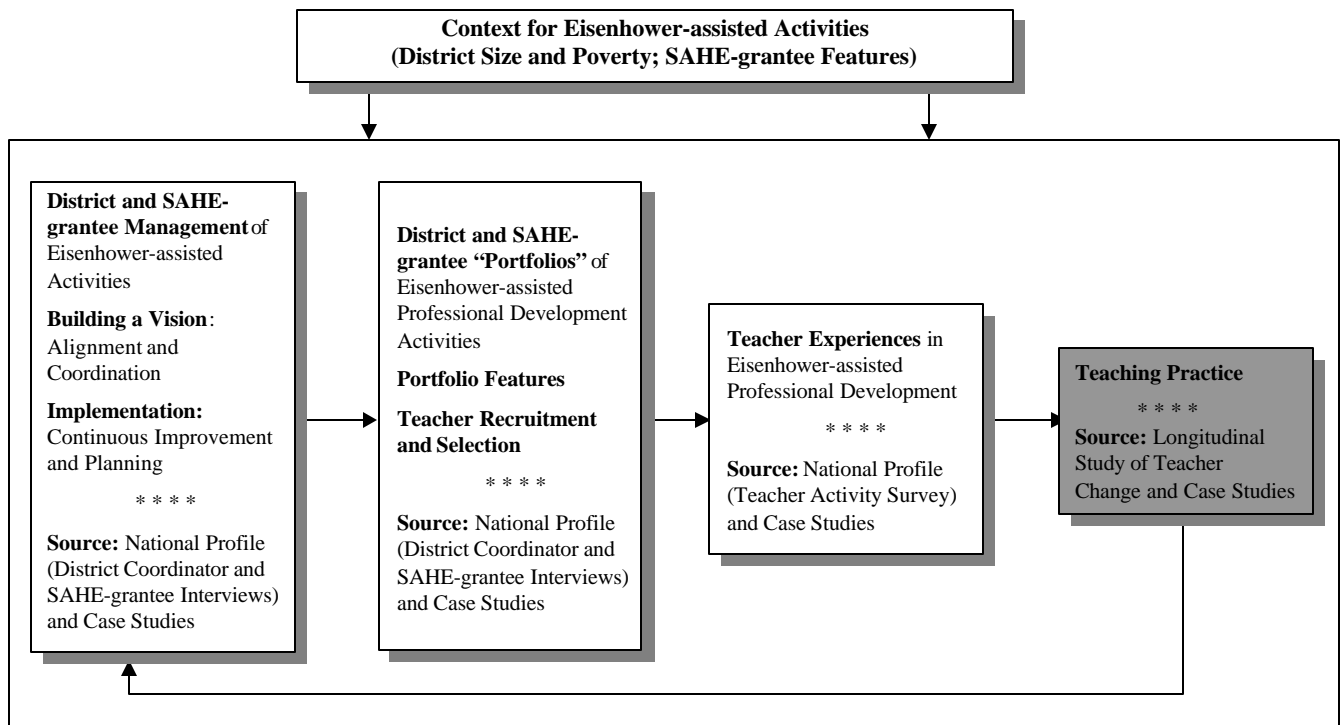 Context for Eisenhower-assisted Activities
(District Size and Poverty; SAHE-grantee Features)
District and SAHE-
grantee Management of
Eisenhower-assisted
Activities
Building a Vision:
Alignment and
Coordination
Implementation:
Continuous Improvement
and Planning
* * * *
Source: National Profile
(District Coordinator and
SAHE-grantee Interviews)
and Case Studies
District and SAHE-
grantee “Portfolios” of
Eisenhower-assisted
Professional Development
Activities
Portfolio Features
Teacher Recruitment
and Selection
* * * *
Source: National Profile
(District Coordinator and
SAHE-grantee Interviews)
and Case Studies
Teacher Experiences in
Eisenhower-assisted
Professional Development
* * * *
Source: National Profile
(Teacher Activity Survey)
and Case Studies
Teaching Practice
* * * *
Source: Longitudinal
Study of Teacher
Change and Case Studies